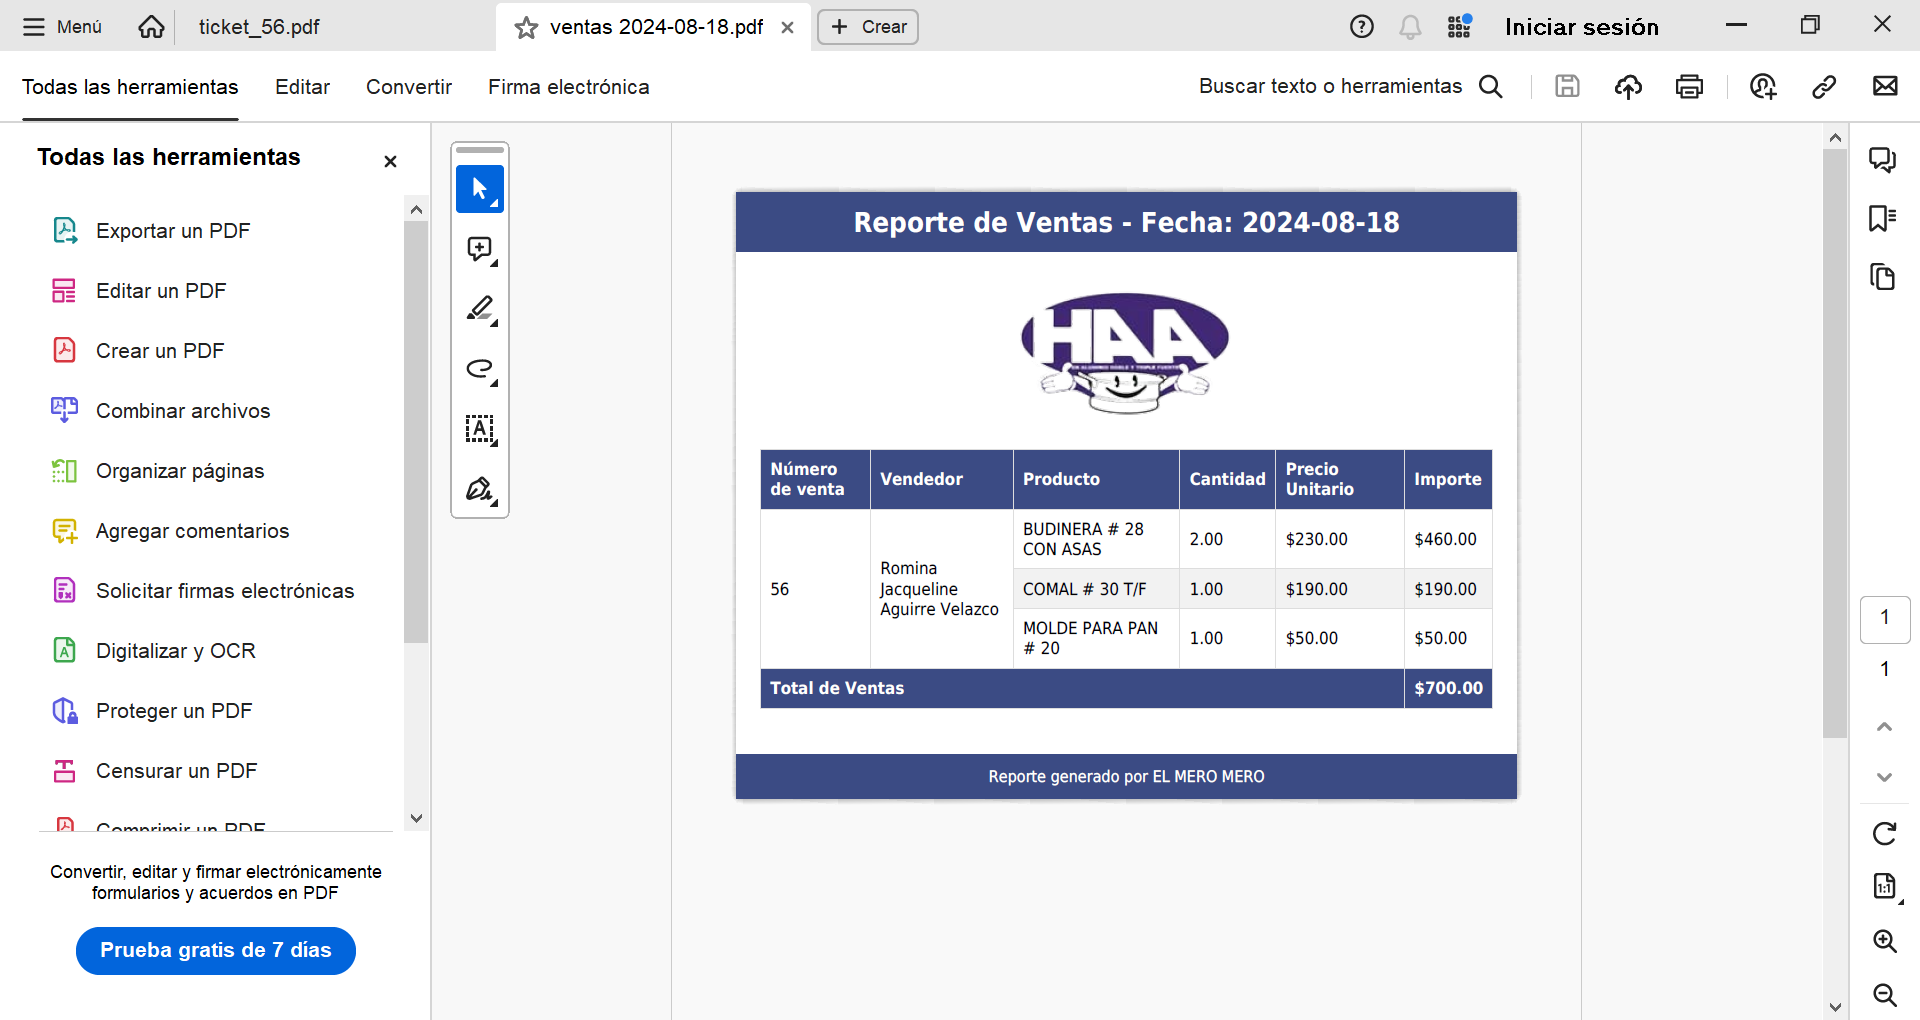 Menú
ticket_56.pdf
ventas 2024-08-18.pdf
Crear
Iniciar sesión
Todas las herramientas
Editar
Convertir
Firma electrónica
Buscar texto o herramientas
Todas las herramientas
Exportar un PDF
Editar un PDF
Crear un PDF
Combinar archivos
Organizar páginas
Agregar comentarios
Solicitar firmas electrónicas
Digitalizar y OCR
Proteger un PDF
Censurar un PDF
Comprimir un PDF
Convertir, editar y firmar electrónicamente
formularios y acuerdos en PDF
Prueba gratis de 7 días
Reporte de Ventas - Fecha: 2024-08-18
HAA
Número de venta Vendedor Producto Cantidad Precio Unitario Importe
56 Romina Jacqueline Aguirre Velazco BUDINERA # 28 CON ASAS 2.00 $230.00 $460.00
COMAL # 30 T/F 1.00 $190.00 $190.00
MOLDE PARA PAN # 20 1.00 $50.00 $50.00
Total de Ventas $700.00
Reporte generado por EL MERO MERO
1
1